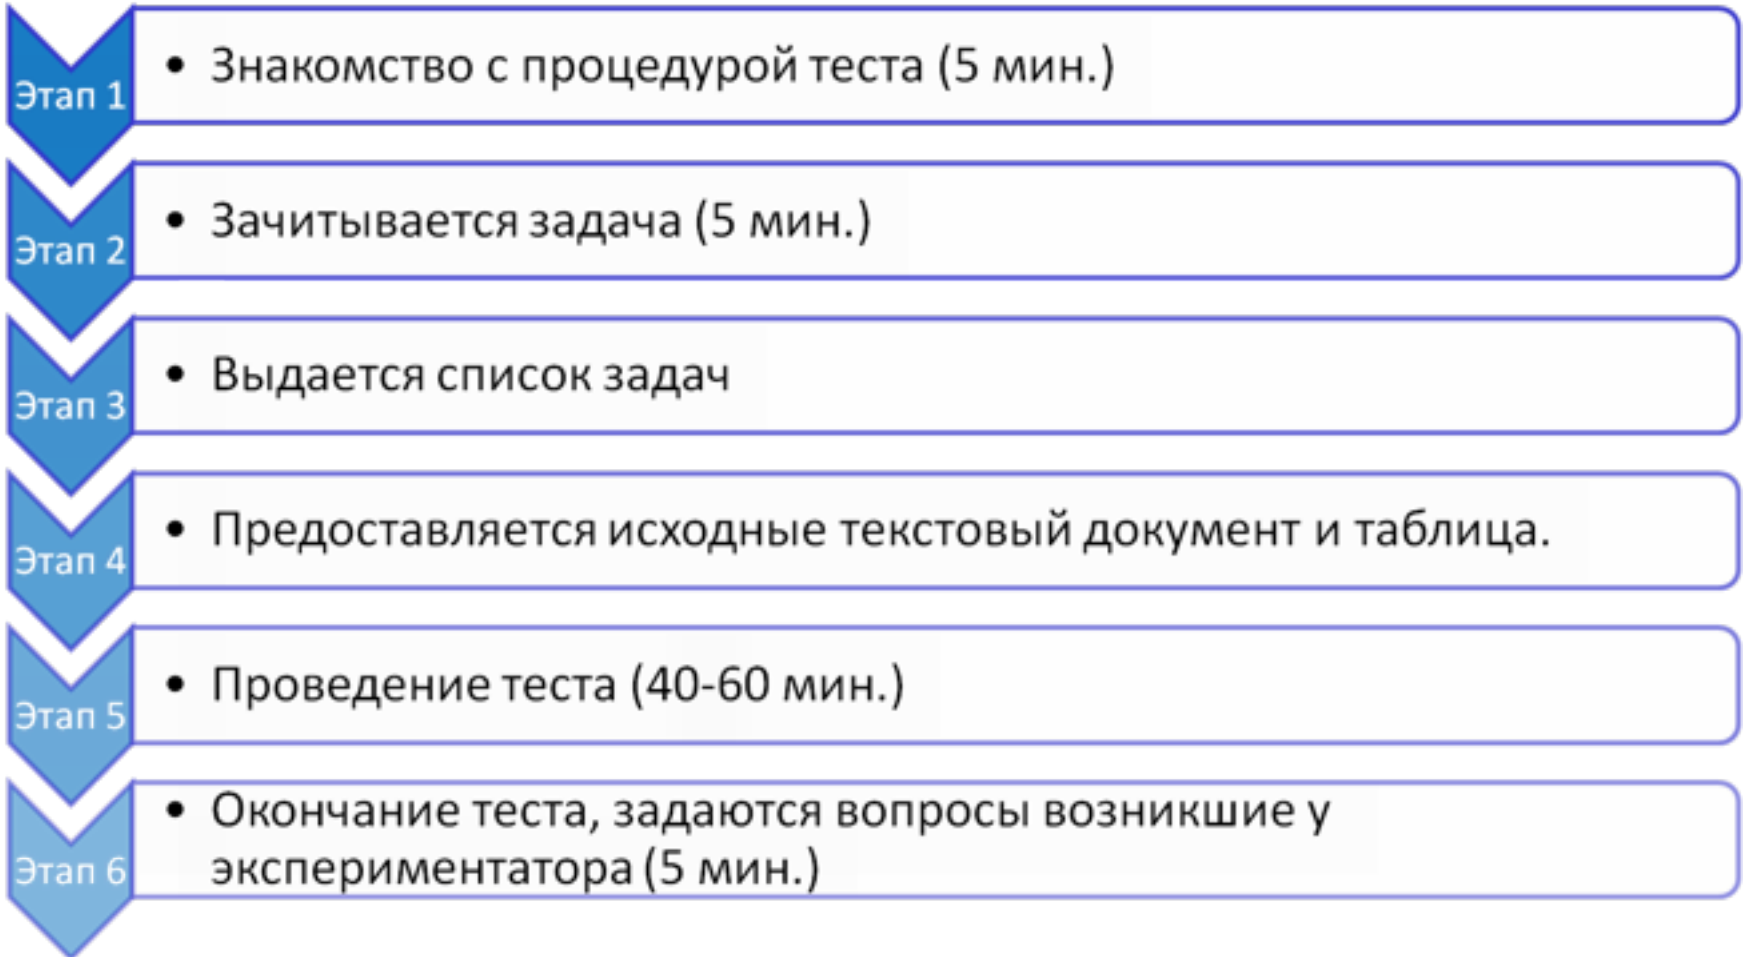 Этап 1
• Знакомство с процедурой теста (5 мин.)
Этап 2
• Зачитывается задача (5 мин.)
Этап 3
• Выдается список задач
Этап 4
• Предоставляется исходные текстовый документ и таблица.
Этап 5
• Проведение теста (40-60 мин.)
Этап 6
• Окончание теста, задаются вопросы возникшие у
экспериментатора (5 мин.)